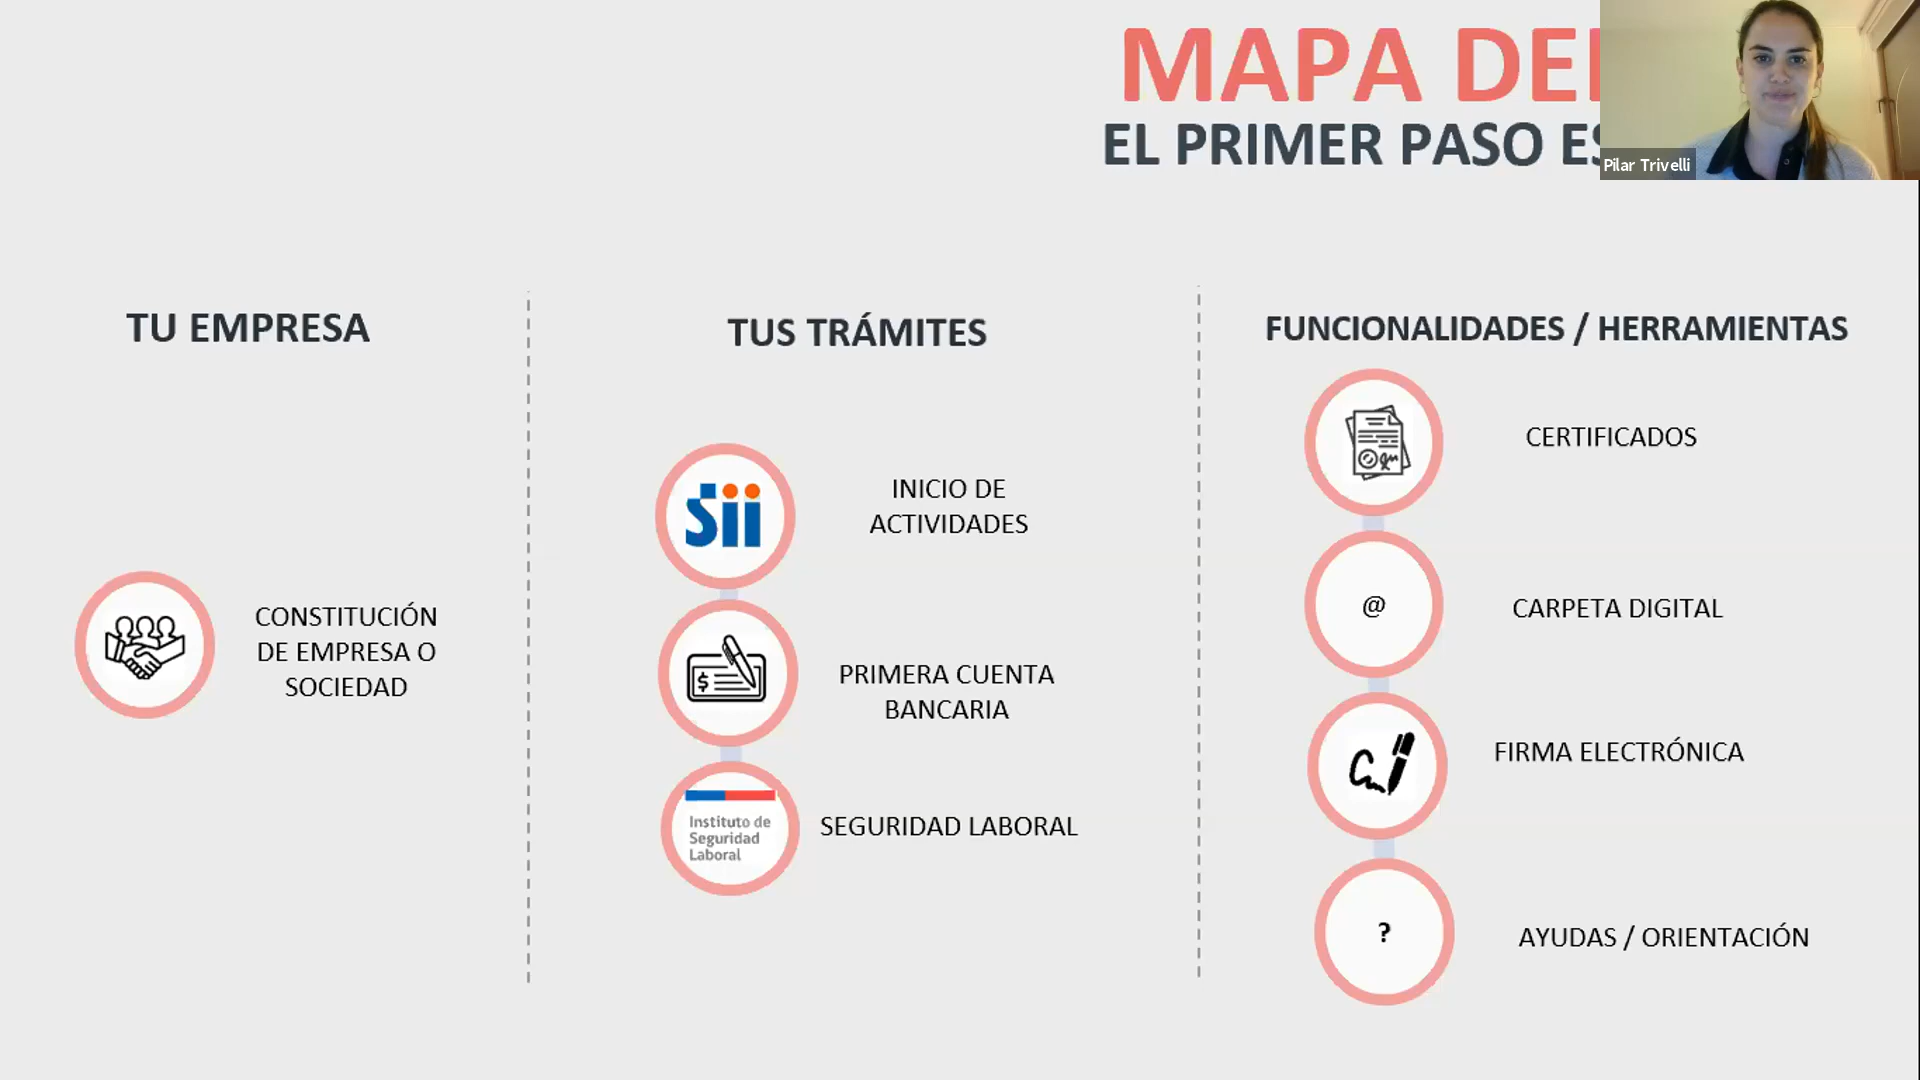 MAPA DEL
EL PRIMER PASO ES
Pilar Trivelli
TU EMPRESA
CONSTITUCIÓN
DE EMPRESA O
SOCIEDAD
TUS TRÁMITES
Sii
INICIO DE
ACTIVIDADES
$
PRIMERA CUENTA
BANCARIA
Instituto de
Seguridad
Laboral
SEGURIDAD LABORAL
FUNCIONALIDADES / HERRAMIENTAS
CERTIFICADOS
@
CARPETA DIGITAL
FIRMA ELECTRÓNICA
?
AYUDAS / ORIENTACIÓN